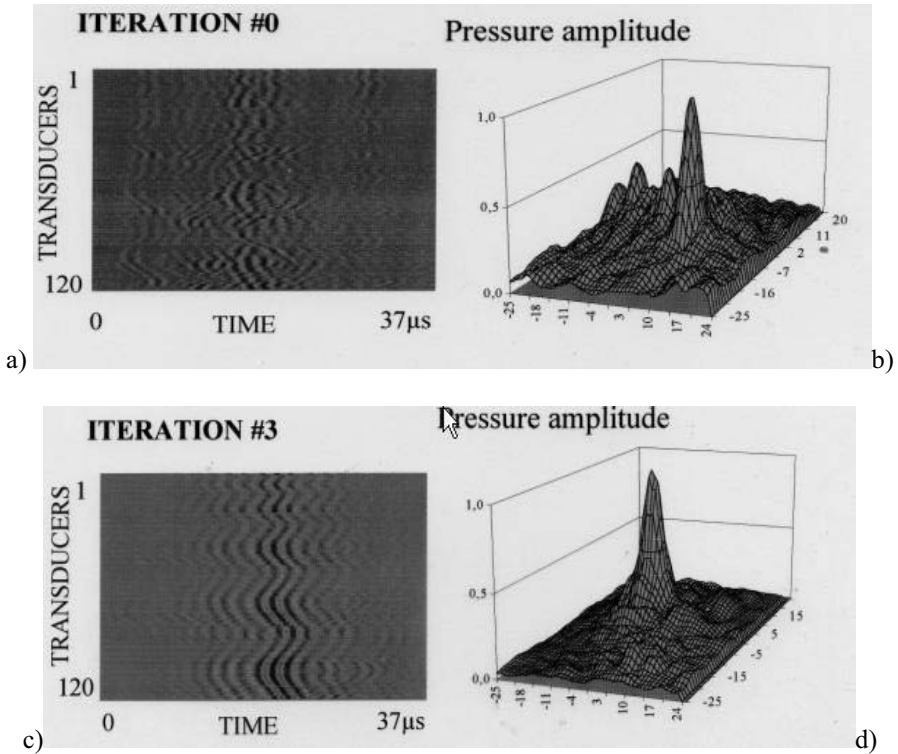 ITERATION #0
Pressure amplitude
TRANSDUCERS
1
120
0
TIME
37µs
1,0
0,5
0,0
-25
-18
-11
-4
3
10
17
24
-25
-16
-7
2
11
20
a)
b)
ITERATION #3
Pressure amplitude
TRANSDUCERS
1
120
0
TIME
37µs
1,0
0,5
0,0
-25
-18
-11
-4
3
10
17
24
-25
-15
-5
5
15
c)
d)